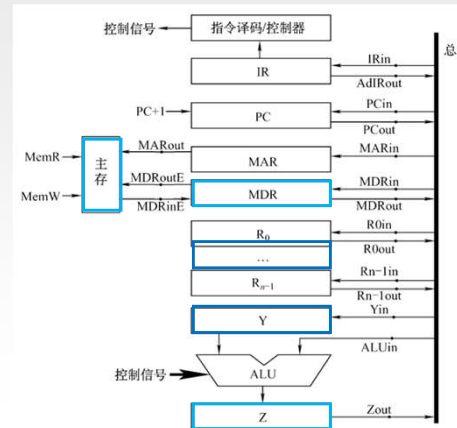 控制信号
指令译码/控制器
总
IR
IRin
AdIRout
PC+1
PC
PCin
PCout
MemR
MemW
主存
MARout
MAR
MARin
MDRoutE
MDRinE
MDR
MDRin
MDRout
R₀
R0in
R0out
…
Rₙ₋₁
Rn-1in
Rn-1out
Y
Yin
ALUin
控制信号
ALU
Z
Zout